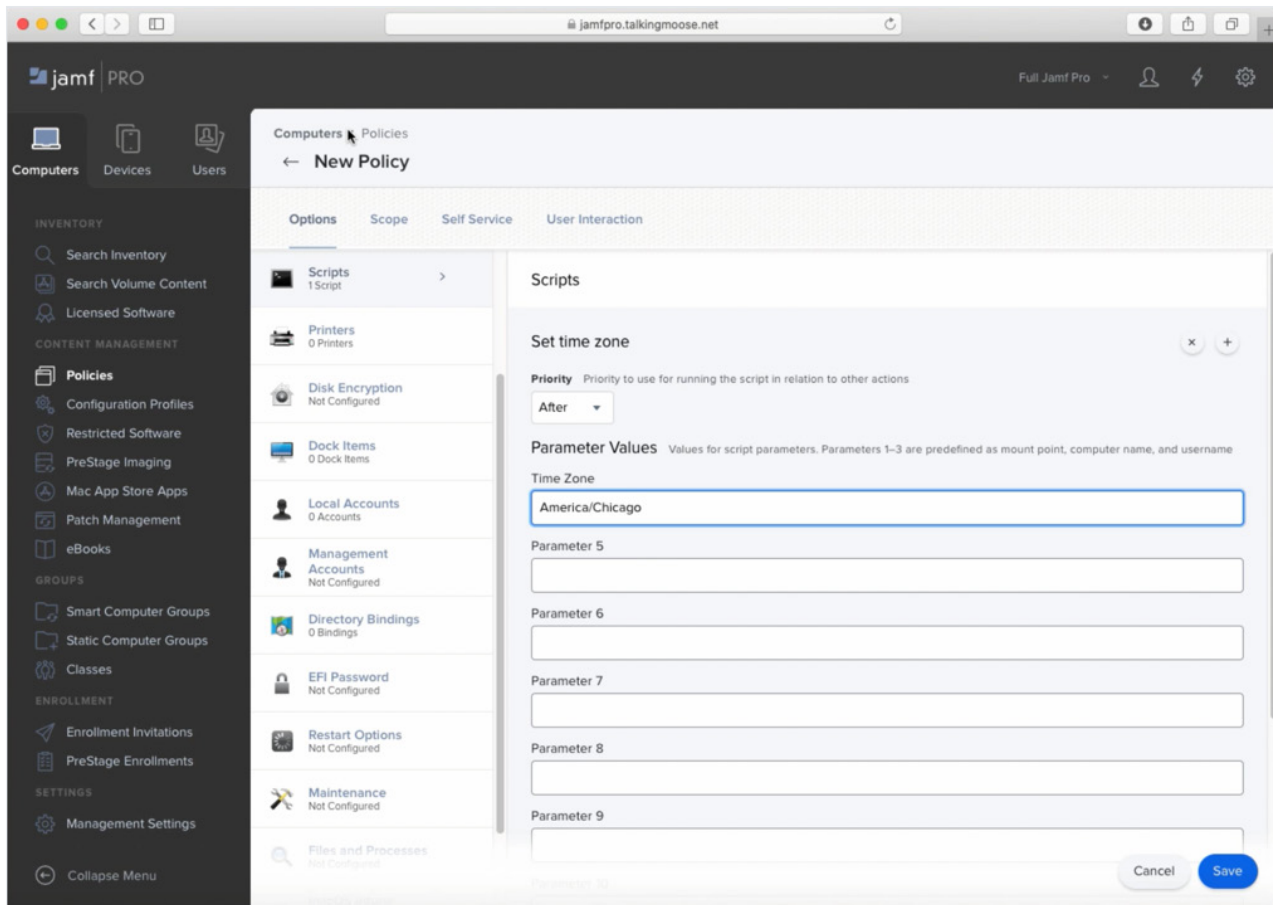 jamfpro.talkingmoose.net
jamf PRO
Full Jamf Pro
Computers
Devices
Users
INVENTORY
Search Inventory
Search Volume Content
Licensed Software
CONTENT MANAGEMENT
Policies
Configuration Profiles
Restricted Software
PreStage Imaging
Mac App Store Apps
Patch Management
eBooks
GROUPS
Smart Computer Groups
Static Computer Groups
Classes
ENROLLMENT
Enrollment Invitations
PreStage Enrollments
SETTINGS
Management Settings
Collapse Menu
Computers Policies
← New Policy
Options Scope Self Service User Interaction
Scripts
1 Script
Printers
0 Printers
Disk Encryption
Not Configured
Dock Items
0 Dock Items
Local Accounts
0 Accounts
Management
Accounts
Not Configured
Directory Bindings
0 Bindings
EFI Password
Not Configured
Restart Options
Not Configured
Maintenance
Not Configured
Files and Processes
Not Configured
Scripts
Set time zone
Priority Priority to use for running the script in relation to other actions
After
Parameter Values Values for script parameters. Parameters 1–3 are predefined as mount point, computer name, and username
Time Zone
America/Chicago
Parameter 5
Parameter 6
Parameter 7
Parameter 8
Parameter 9
Parameter 10
Cancel
Save